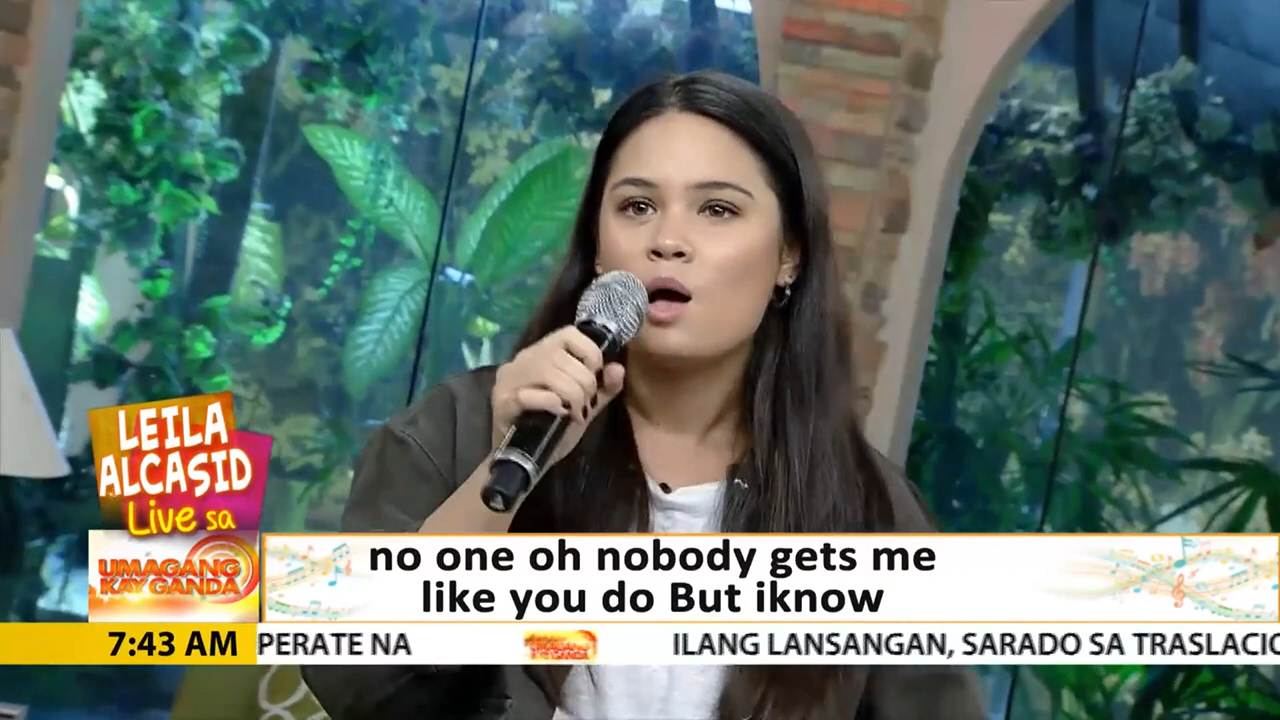 LEILA
ALCASID
Live sa
UMAGANG
KAY GANDA
no one oh nobody gets me
like you do But iknow
7:43 AM
PERATE NA
ILANG LANSANGAN, SARADO SA TRASLACIO